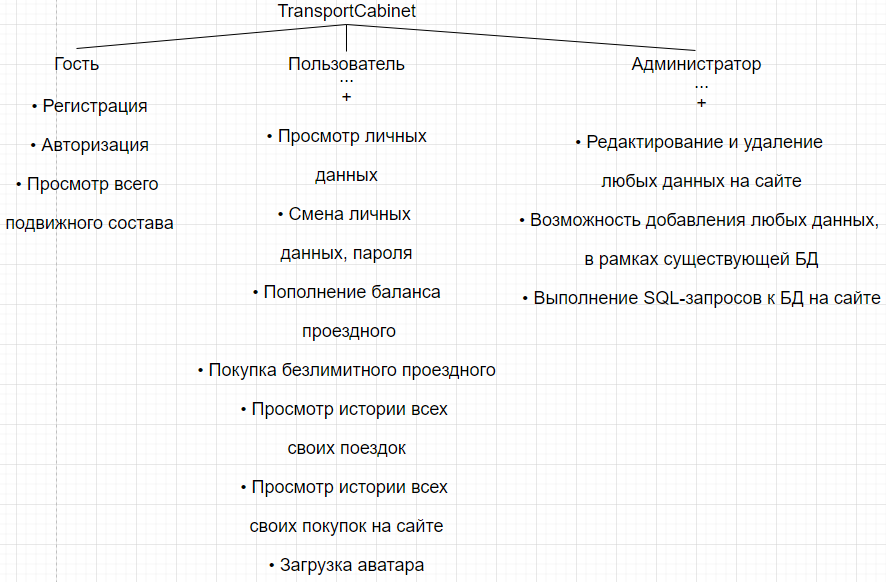 TransportCabinet
Гость
• Регистрация
• Авторизация
• Просмотр всего
подвижного состава
Пользователь
...
+
• Просмотр личных
данных
• Смена личных
данных, пароля
• Пополнение баланса
проездного
• Покупка безлимитного проездного
• Просмотр истории всех
своих поездок
• Просмотр истории всех
своих покупок на сайте
• Загрузка аватара
Администратор
...
+
• Редактирование и удаление
любых данных на сайте
• Возможность добавления любых данных,
в рамках существующей БД
• Выполнение SQL-запросов к БД на сайте